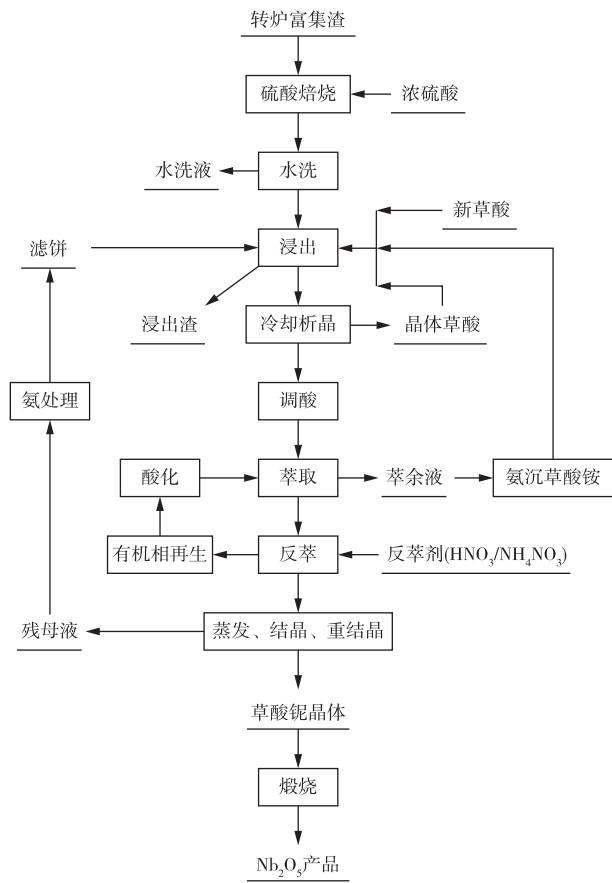 转炉富集渣
硫酸焙烧
浓硫酸
水洗液
水洗
新草酸
滤饼
浸出
浸出渣
冷却析晶
晶体草酸
氨处理
调酸
酸化
萃取
萃余液
氨沉草酸铵
有机相再生
反萃
反萃剂(HNO₃/NH₄NO₃)
残母液
蒸发、结晶、重结晶
草酸铌晶体
煅烧
Nb₂O₅产品